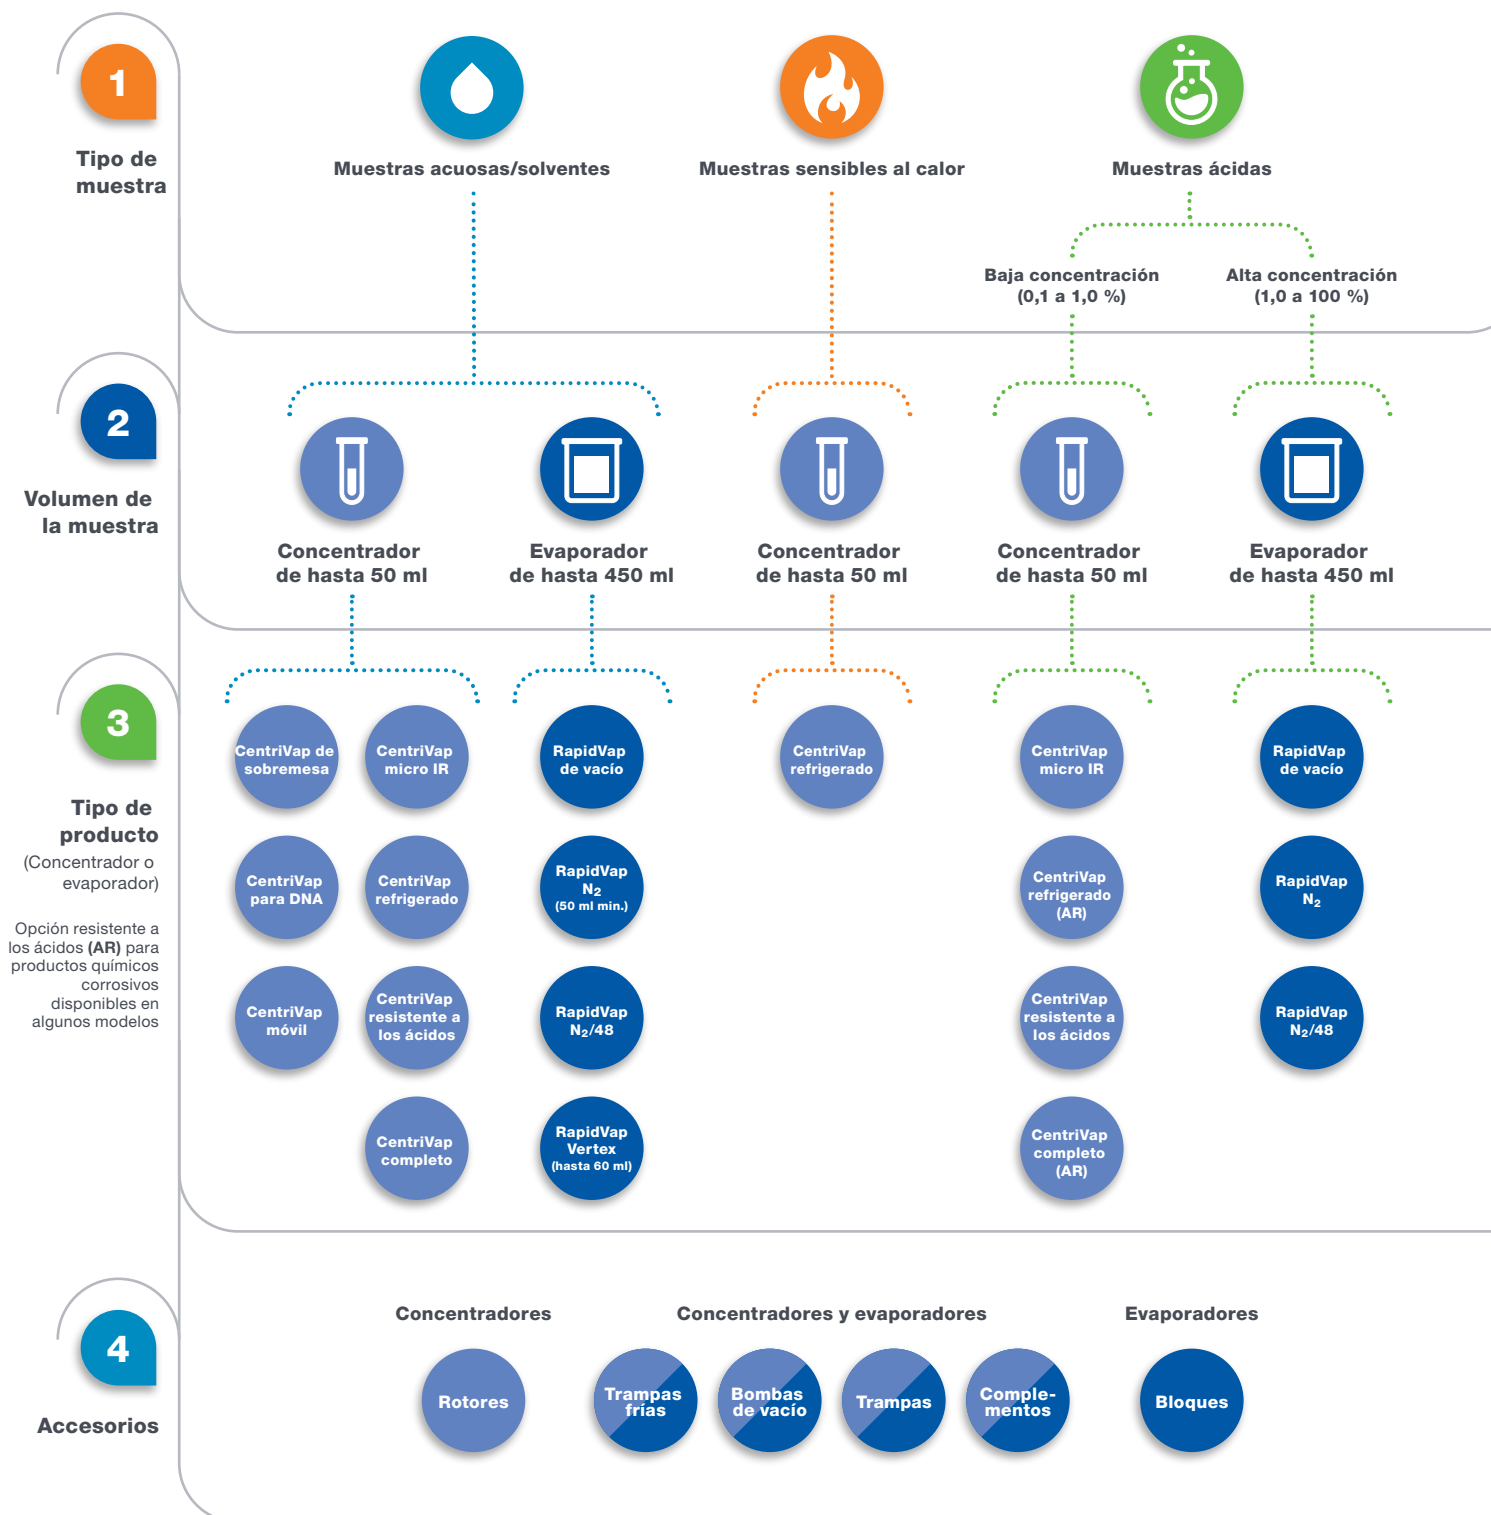 1
Tipo de
muestra
Muestras acuosas/solventes
Muestras sensibles al calor
Muestras ácidas
Baja concentración
(0,1 a 1,0 %)
Alta concentración
(1,0 a 100 %)
2
Volumen de
la muestra
Concentrador
de hasta 50 ml
Evaporador
de hasta 450 ml
Concentrador
de hasta 50 ml
Concentrador
de hasta 50 ml
Evaporador
de hasta 450 ml
3
Tipo de
producto
(Concentrador o
evaporador)
Opción resistente a
los ácidos (AR) para
productos químicos
corrosivos
disponibles en
algunos modelos
CentriVap de
sobremesa
CentriVap
para DNA
CentriVap
móvil
CentriVap
micro IR
CentriVap
refrigerado
CentriVap
resistente a
los ácidos
CentriVap
completo
RapidVap
de vacío
RapidVap
N₂
(50 ml min.)
RapidVap
N₂/48
RapidVap
Vertex
(hasta 60 ml)
CentriVap
refrigerado
CentriVap
micro IR
CentriVap
refrigerado
(AR)
CentriVap
resistente a
los ácidos
CentriVap
completo
(AR)
RapidVap
de vacío
RapidVap
N₂
RapidVap
N₂/48
4
Accesorios
Concentradores
Rotores
Concentradores y evaporadores
Trampas
frías
Bombas
de vacío
Trampas
Comple-
mentos
Evaporadores
Bloques